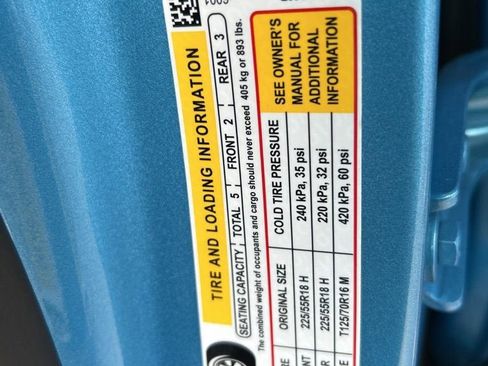 TIRE AND LOADING INFORMATION
SEATING CAPACITY TOTAL 5 FRONT 2 REAR 3
The combined weight of occupants and cargo should never exceed 405 kg or 893 lbs.
ORIGINAL SIZE COLD TIRE PRESSURE
225/55R18 H 240 kPa, 35 psi
225/55R18 H 220 kPa, 32 psi
T125/70R16 M 420 kPa, 60 psi
SEE OWNER'S
MANUAL FOR
ADDITIONAL
INFORMATION